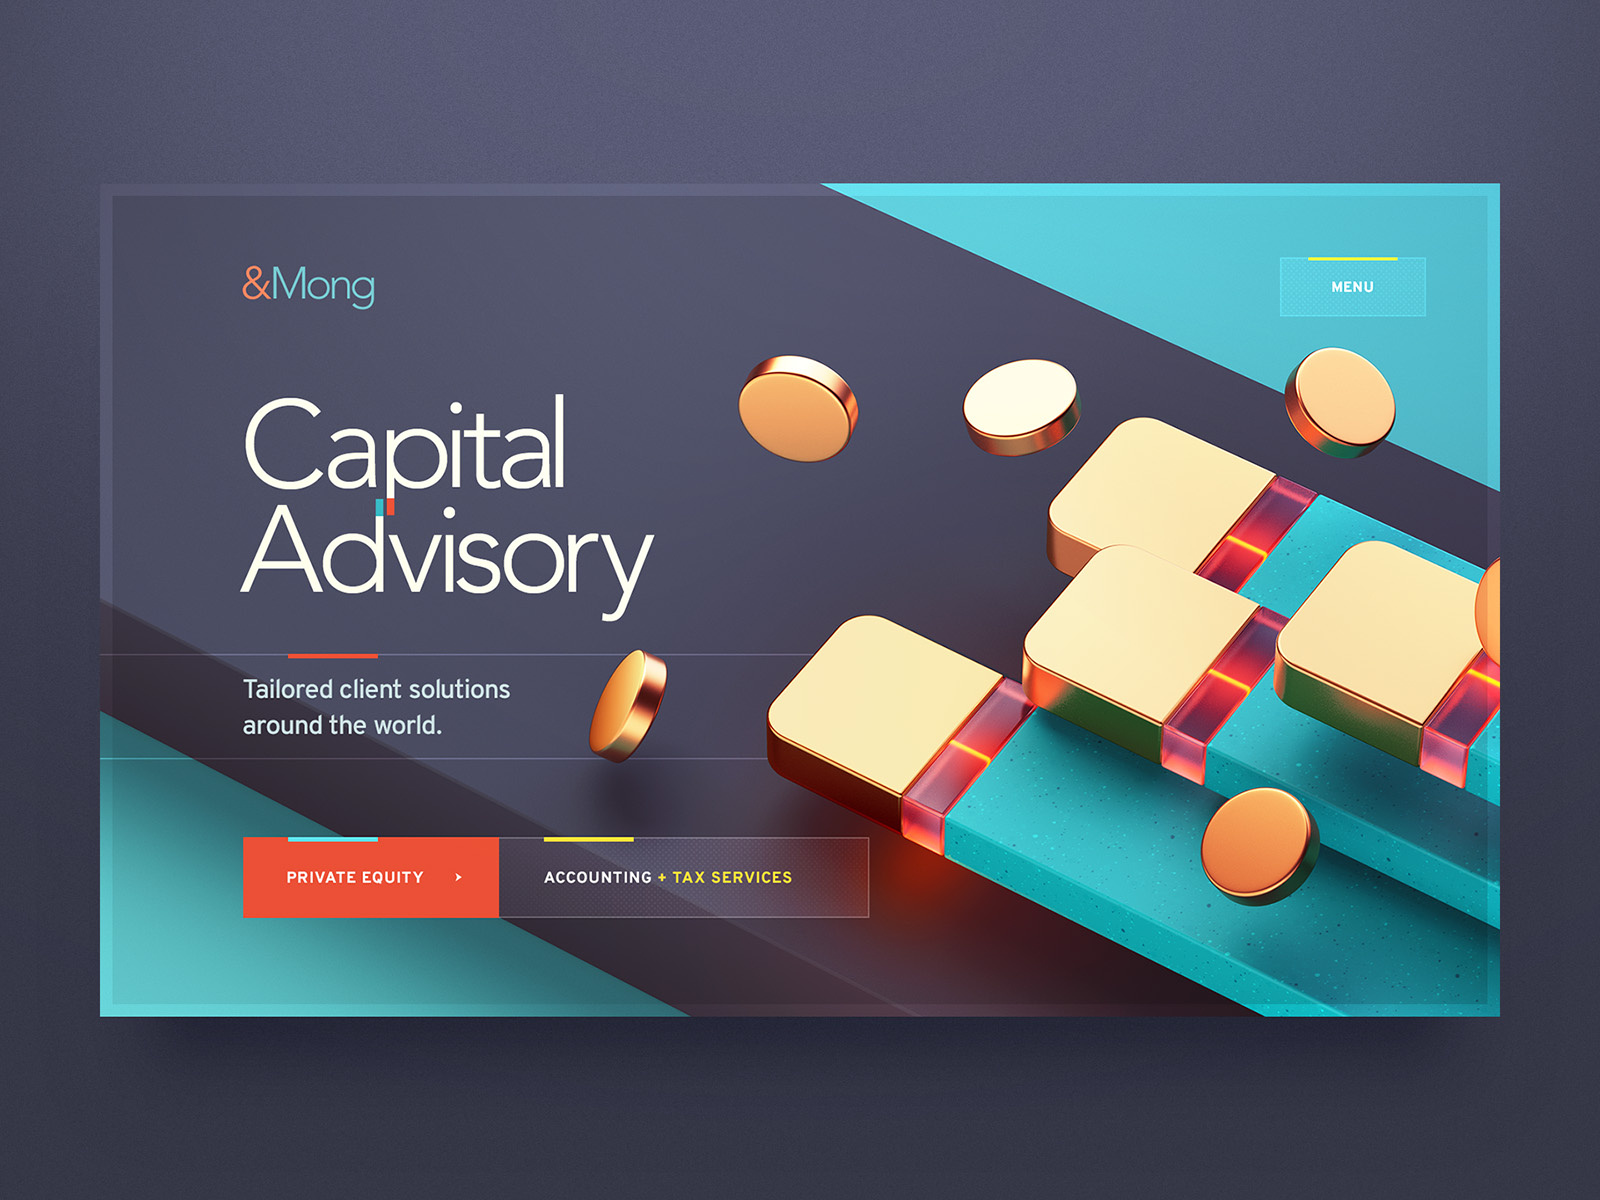 &Mong
MENU
Capital
Advisory
Tailored client solutions
around the world.
PRIVATE EQUITY
ACCOUNTING + TAX SERVICES